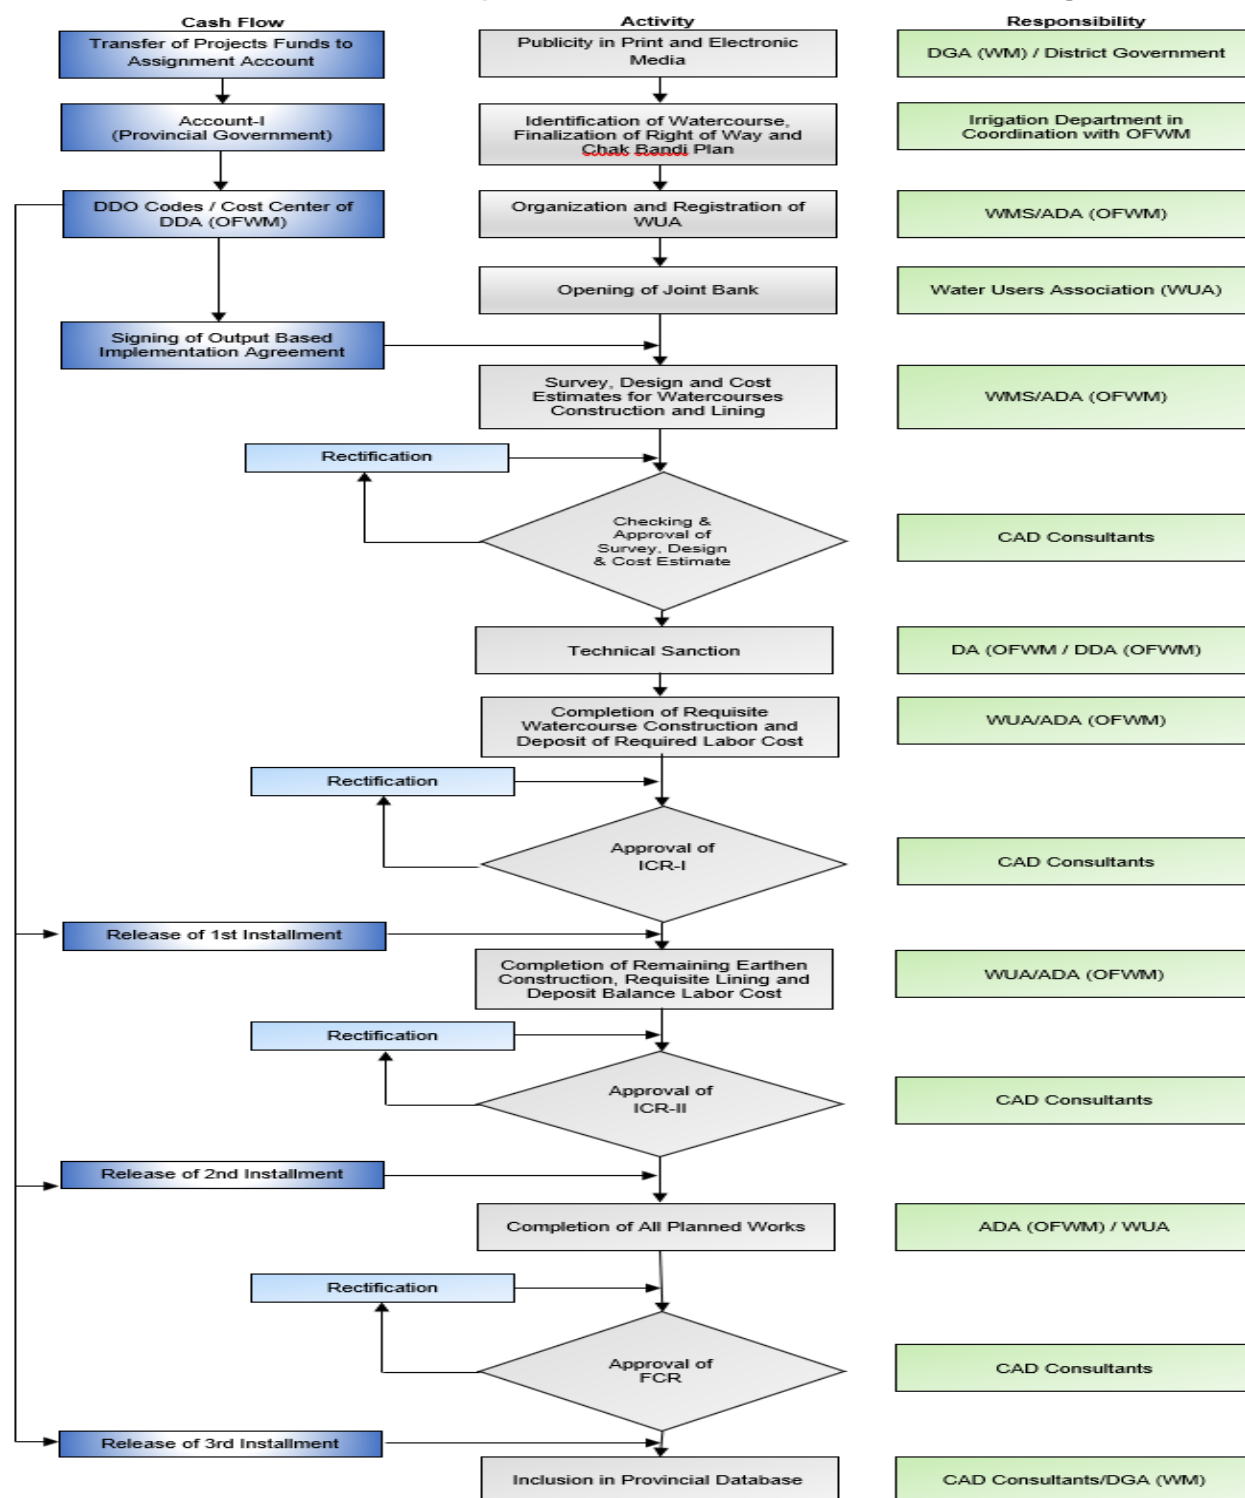 Cash Flow
Activity
Responsibility
Transfer of Projects Funds to
Assignment Account
Publicity in Print and Electronic
Media
DGA (WM) / District Government
Account-I
(Provincial Government)
Identification of Watercourse,
Finalization of Right of Way and
Chak Bandi Plan
Irrigation Department in
Coordination with OFWM
DDO Codes / Cost Center of
DDA (OFWM)
Organization and Registration of
WUA
WMS/ADA (OFWM)
Opening of Joint Bank
Water Users Association (WUA)
Signing of Output Based
Implementation Agreement
Survey, Design and Cost
Estimates for Watercourses
Construction and Lining
WMS/ADA (OFWM)
Rectification
Checking &
Approval of
Survey, Design
& Cost Estimate
CAD Consultants
Technical Sanction
DA (OFWM / DDA (OFWM)
Completion of Requisite
Watercourse Construction and
Deposit of Required Labor Cost
WUA/ADA (OFWM)
Rectification
Approval of
ICR-I
CAD Consultants
Release of 1st Installment
Completion of Remaining Earthen
Construction, Requisite Lining and
Deposit Balance Labor Cost
WUA/ADA (OFWM)
Rectification
Approval of
ICR-II
CAD Consultants
Release of 2nd Installment
Completion of All Planned Works
ADA (OFWM) / WUA
Rectification
Approval of
FCR
CAD Consultants
Release of 3rd Installment
Inclusion in Provincial Database
CAD Consultants/DGA (WM)